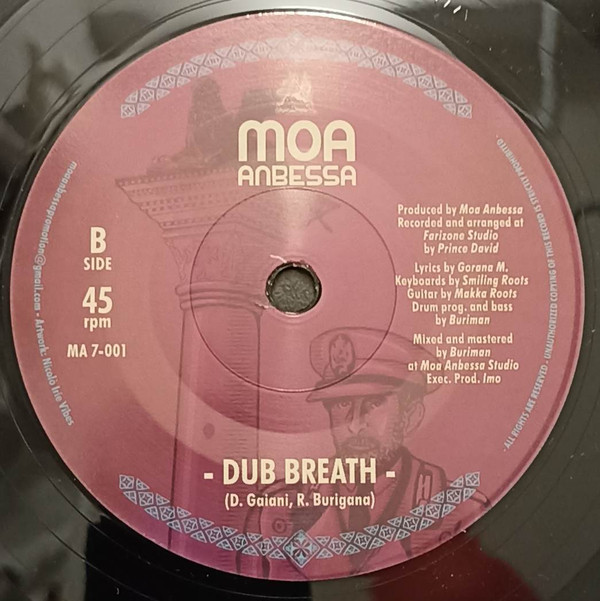 MOA
ANBESSA
B
SIDE
45
rpm
MA 7-001
Produced by Moa Anbessa
Recorded and arranged at
Farizone Studio
by Prince David
Lyrics by Gorana M.
Keyboards by Smiling Roots
Guitar by Makka Roots
Drum prog. and bass
by Buriman
Mixed and mastered
by Buriman
at Moa Anbessa Studio
Exec. Prod. Imo
- DUB BREATH -
(D. Gaiani, R. Burigana)
moaanbessapromotion@gmail.com - Artwork: Nicolo Irie Vibes
· ALL RIGHTS ARE RESERVED · UNAUTHORIZED COPYING OF THIS RECORD IS STRICTLY PROHIBITED ·
H